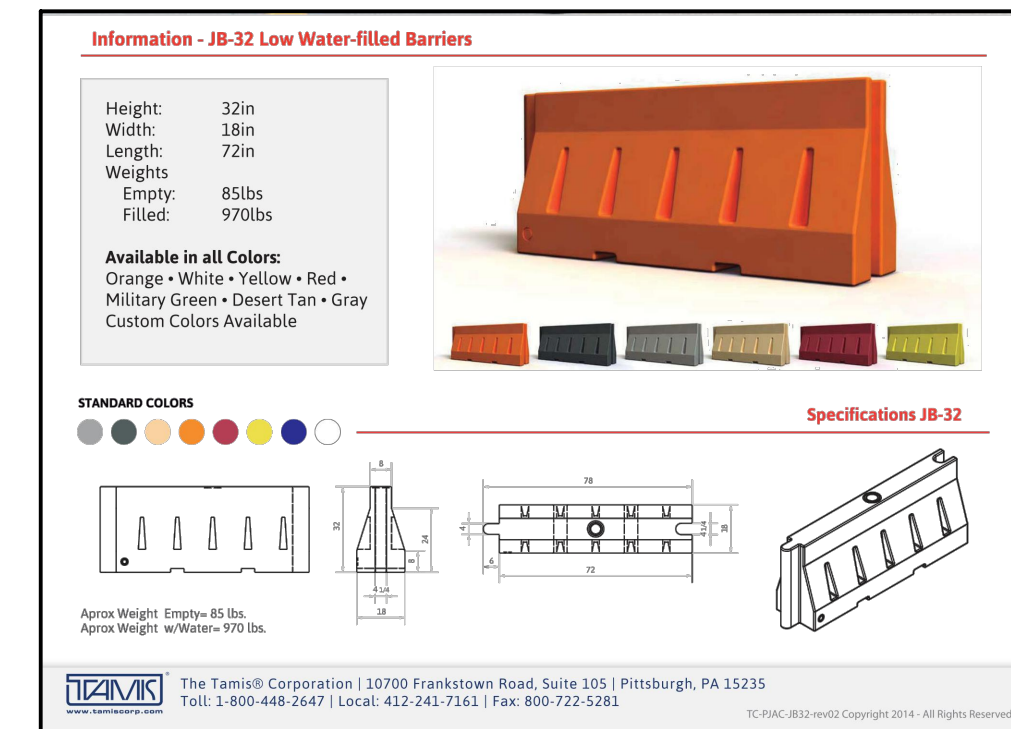 Information - JB-32 Low Water-filled Barriers
Height: 32in
Width: 18in
Length: 72in
Weights
Empty: 85lbs
Filled: 970lbs
Available in all Colors:
Orange • White • Yellow • Red •
Military Green • Desert Tan • Gray
Custom Colors Available
STANDARD COLORS
Specifications JB-32
8
32
24
8
4 1/4
18
78
4
6
72
4 1/4
18
Aprox Weight Empty= 85 lbs.
Aprox Weight w/Water= 970 lbs.
TAMIS®
www.tamiscorp.com
The Tamis® Corporation | 10700 Frankstown Road, Suite 105 | Pittsburgh, PA 15235
Toll: 1-800-448-2647 | Local: 412-241-7161 | Fax: 800-722-5281
TC-PJAC-JB32-rev02 Copyright 2014 - All Rights Reserved